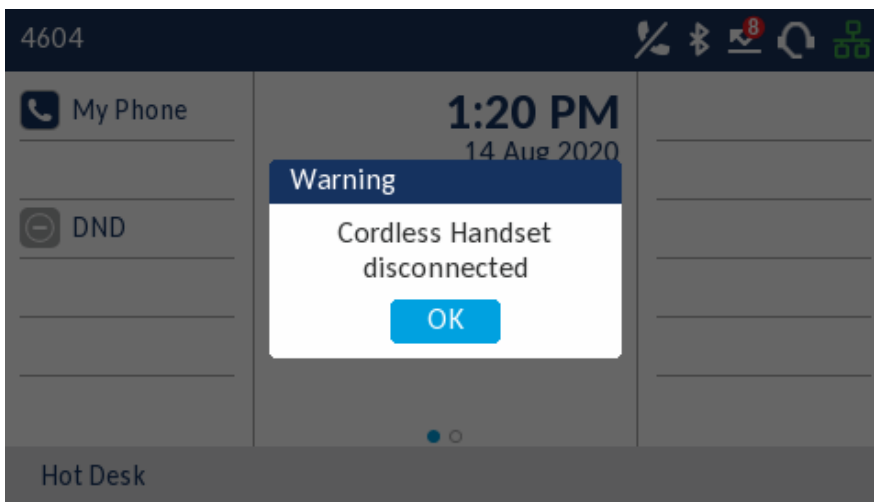 4604
8
My Phone
1:20 PM
14 Aug 2020
Warning
DND
Cordless Handset
disconnected
OK
Hot Desk